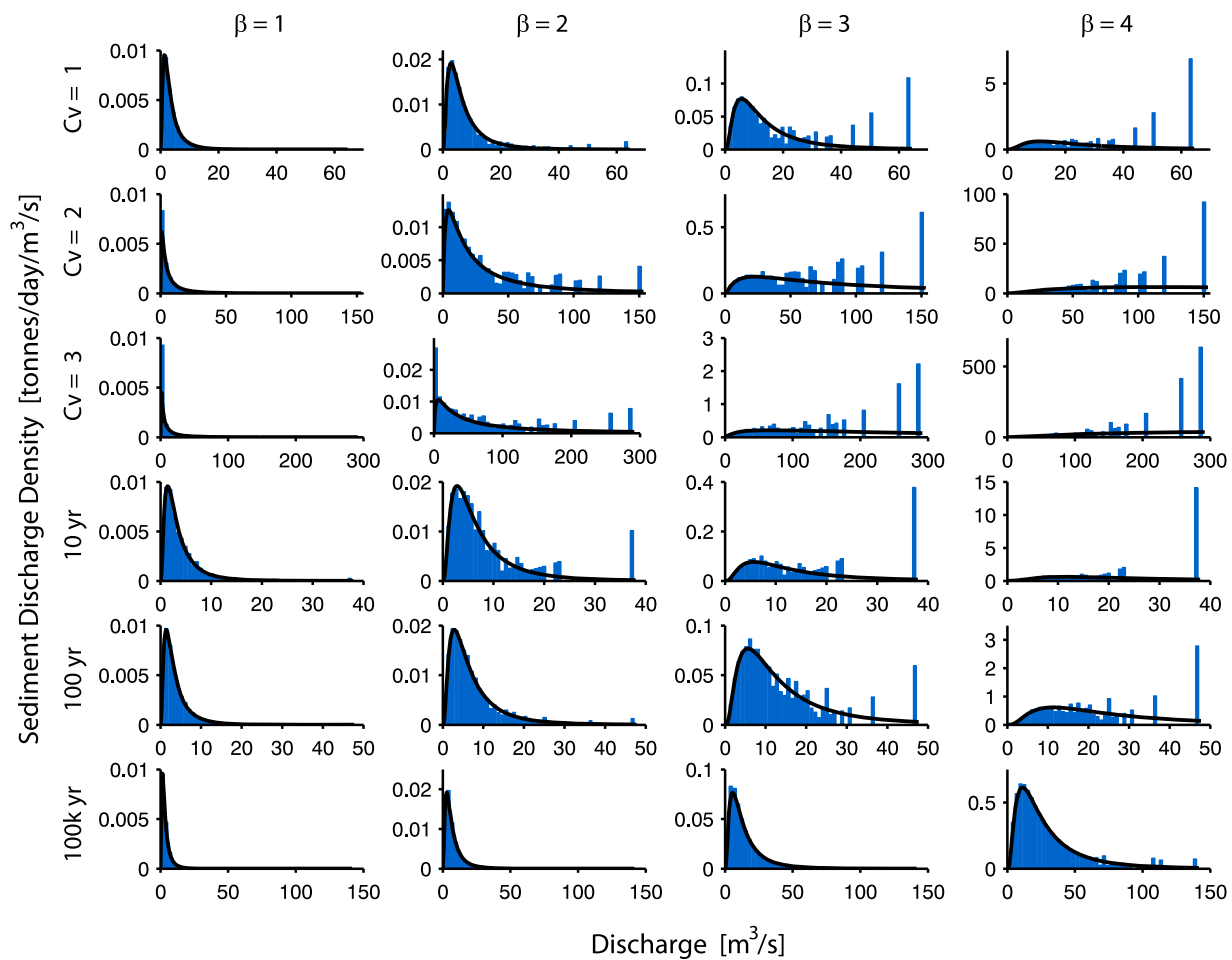 β = 1 β = 2 β = 3 β = 4
Sediment Discharge Density [tonnes/day/m³/s]
Cv = 1
0.01 0.005 0
0 20 40 60
0.02 0.01 0
0 20 40 60
0.1 0.05 0
0 20 40 60
5 0
0 20 40 60
Cv = 2
0.01 0.005 0
0 50 100 150
0.015 0.01 0.005 0
0 50 100 150
0.5 0
0 50 100 150
100 50 0
0 50 100 150
Cv = 3
0.01 0.005 0
0 100 200 300
0.02 0.01 0
0 100 200 300
3 2 1 0
0 100 200 300
500 0
0 100 200 300
10 yr
0.01 0.005 0
0 10 20 30 40
0.02 0.01 0
0 10 20 30 40
0.4 0.2 0
0 10 20 30 40
15 10 5 0
0 10 20 30 40
100 yr
0.01 0.005 0
0 10 20 30 40 50
0.02 0.01 0
0 10 20 30 40 50
0.1 0.05 0
0 10 20 30 40 50
3 2 1 0
0 10 20 30 40 50
100k yr
0.01 0.005 0
0 50 100 150
0.02 0.01 0
0 50 100 150
0.1 0.05 0
0 50 100 150
0.5 0
0 50 100 150
Discharge [m³/s]